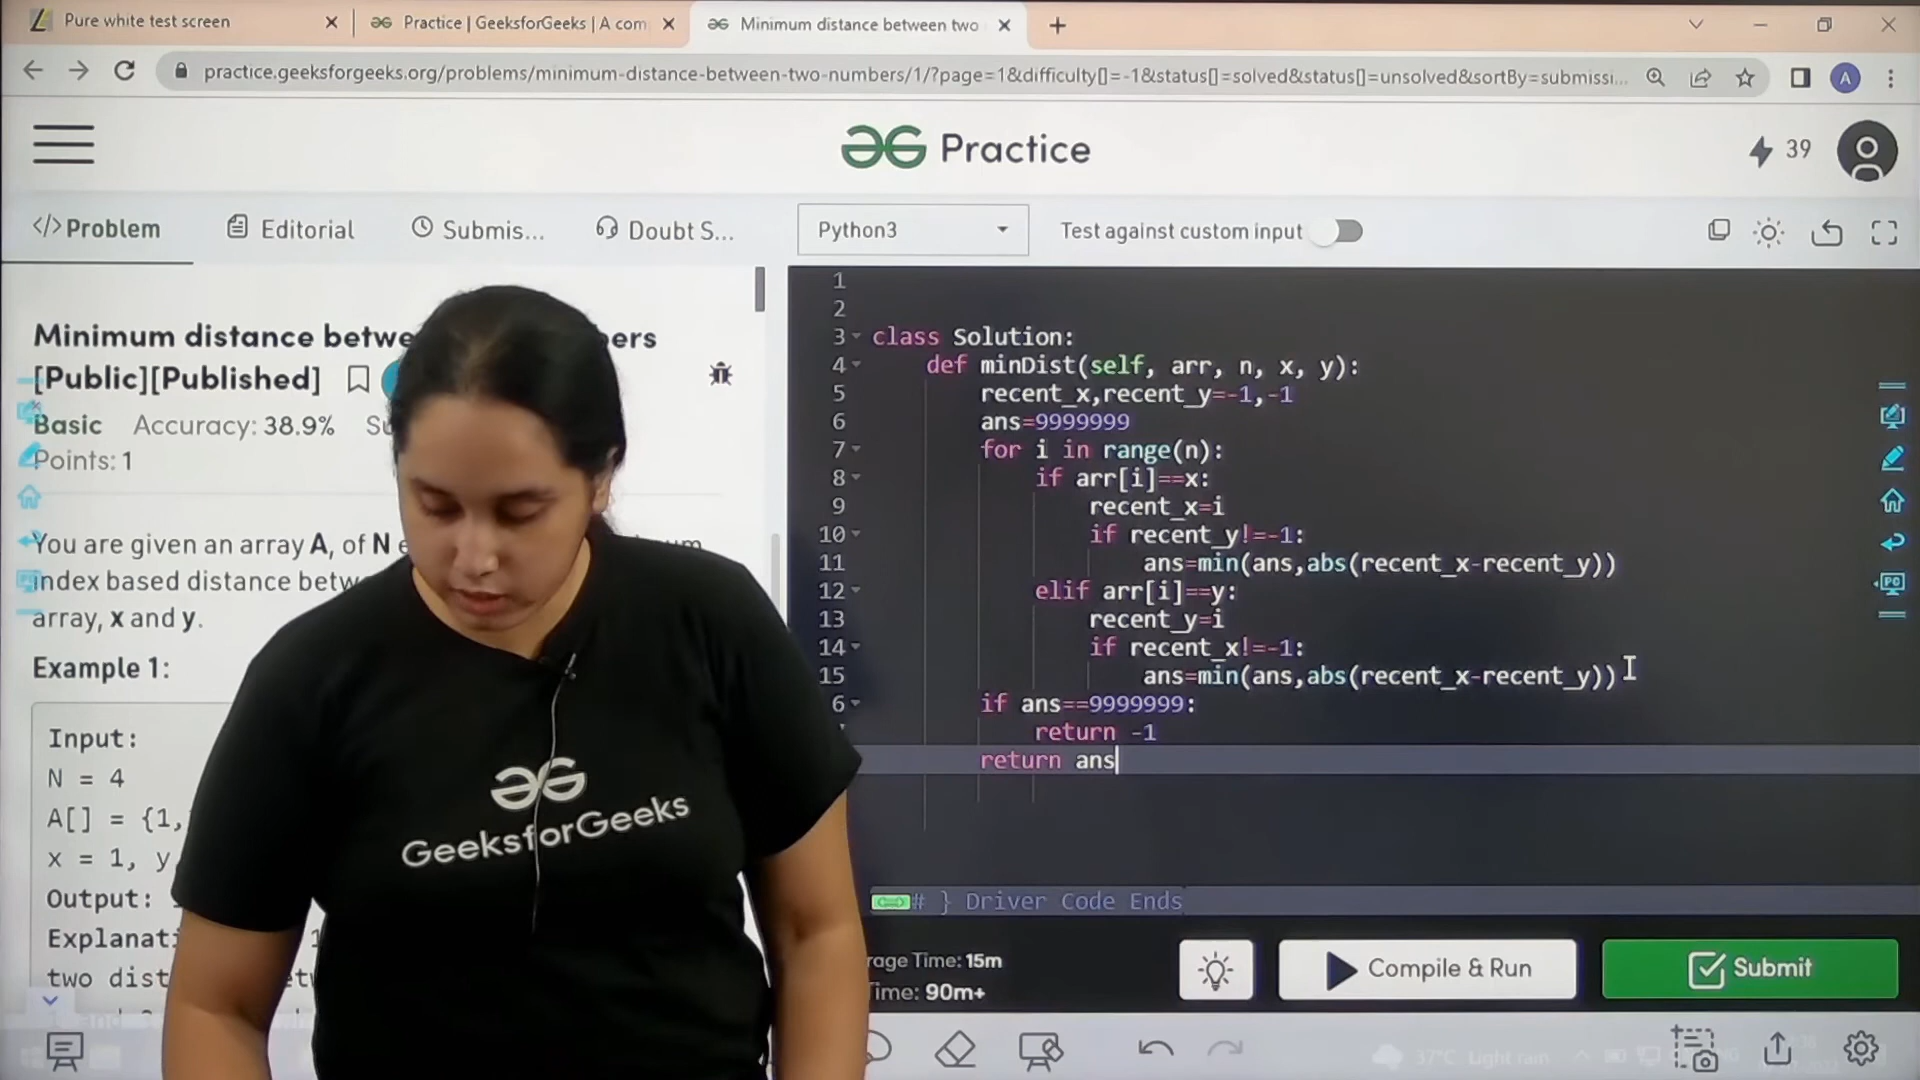 Pure white test screen
Practice | GeeksforGeeks | A com
Minimum distance between two
practice.geeksforgeeks.org/problems/minimum-distance-between-two-numbers/1/?page=1&difficulty[]=-1&status[]=solved&status[]=unsolved&sortBy=submissi...
A
Practice
39
</> Problem
Editorial
Submis...
Doubt S...
Python3
Test against custom input
Minimum distance betwe ers
[Public][Published]
Basic Accuracy: 38.9%
Points: 1
You are given an array A, of N
index based distance
array, x and y.
Example 1:
Input:
N = 4
A[] = {1,
x = 1, y
Output:
two dist
1
2
3 class Solution:
4 def minDist(self, arr, n, x, y):
5 recent_x,recent_y=-1,-1
6 ans=9999999
7 for i in range(n):
8 if arr[i]==x:
9 recent_x=i
10 if recent_y!=-1:
11 ans=min(ans,abs(recent_x-recent_y))
12 elif arr[i]==y:
13 recent_y=i
14 if recent_x!=-1:
15 ans=min(ans,abs(recent_x-recent_y))
6 if ans==9999999:
return -1
return ans
# } Driver Code Ends
rage Time: 15m
Time: 90m+
Compile & Run
Submit
GeeksforGeeks
PC
37°C Light rain